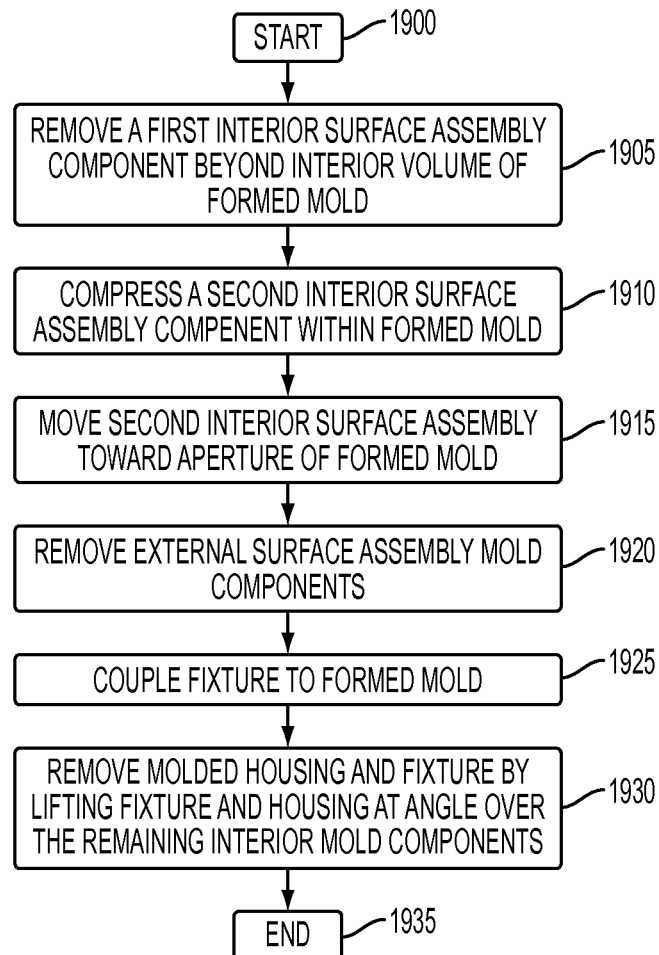 START
1900
REMOVE A FIRST INTERIOR SURFACE ASSEMBLY
COMPONENT BEYOND INTERIOR VOLUME OF
FORMED MOLD
1905
COMPRESS A SECOND INTERIOR SURFACE
ASSEMBLY COMPENENT WITHIN FORMED MOLD
1910
MOVE SECOND INTERIOR SURFACE ASSEMBLY
TOWARD APERTURE OF FORMED MOLD
1915
REMOVE EXTERNAL SURFACE ASSEMBLY MOLD
COMPONENTS
1920
COUPLE FIXTURE TO FORMED MOLD
1925
REMOVE MOLDED HOUSING AND FIXTURE BY
LIFTING FIXTURE AND HOUSING AT ANGLE OVER
THE REMAINING INTERIOR MOLD COMPONENTS
1930
END
1935